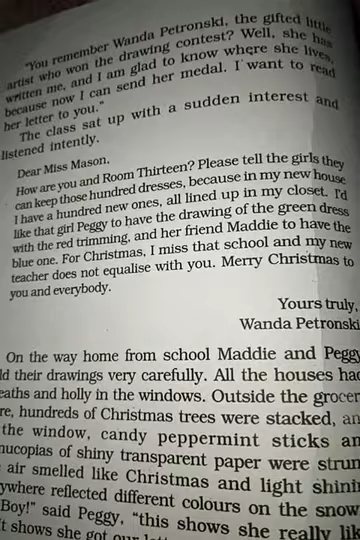 "You remember Wanda Petronski, the gifted little
artist who won the drawing contest? Well, she has
written me, and I am glad to know where she lives,
because now I can send her medal. I want to read
her letter to you."
The class sat up with a sudden interest and
listened intently.
Dear Miss Mason,
How are you and Room Thirteen? Please tell the girls they
can keep those hundred dresses, because in my new house
I have a hundred new ones, all lined up in my closet. I'd
like that girl Peggy to have the drawing of the green dress
with the red trimming, and her friend Maddie to have the
blue one. For Christmas, I miss that school and my new
teacher does not equalise with you. Merry Christmas to
you and everybody.
Yours truly,
Wanda Petronski
On the way home from school Maddie and Peggy
ld their drawings very carefully. All the houses had
eaths and holly in the windows. Outside the grocer
re, hundreds of Christmas trees were stacked, an
the window, candy peppermint sticks an
nucopias of shiny transparent paper were strun
air smelled like Christmas and light shini
ywhere reflected different colours on the snow
Boy!" said Peggy, "this shows she really lik
t shows she got our